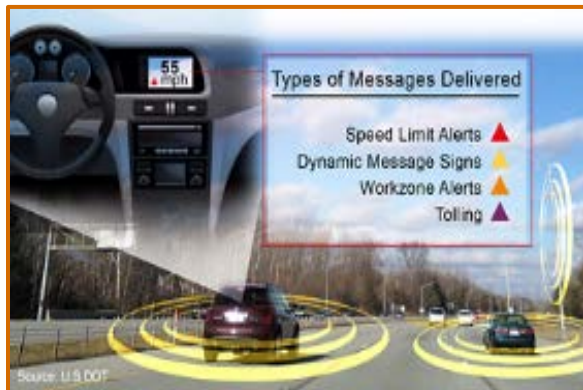 55
mph
Types of Messages Delivered
Speed Limit Alerts
Dynamic Message Signs
Workzone Alerts
Tolling
Source: U.S. DOT